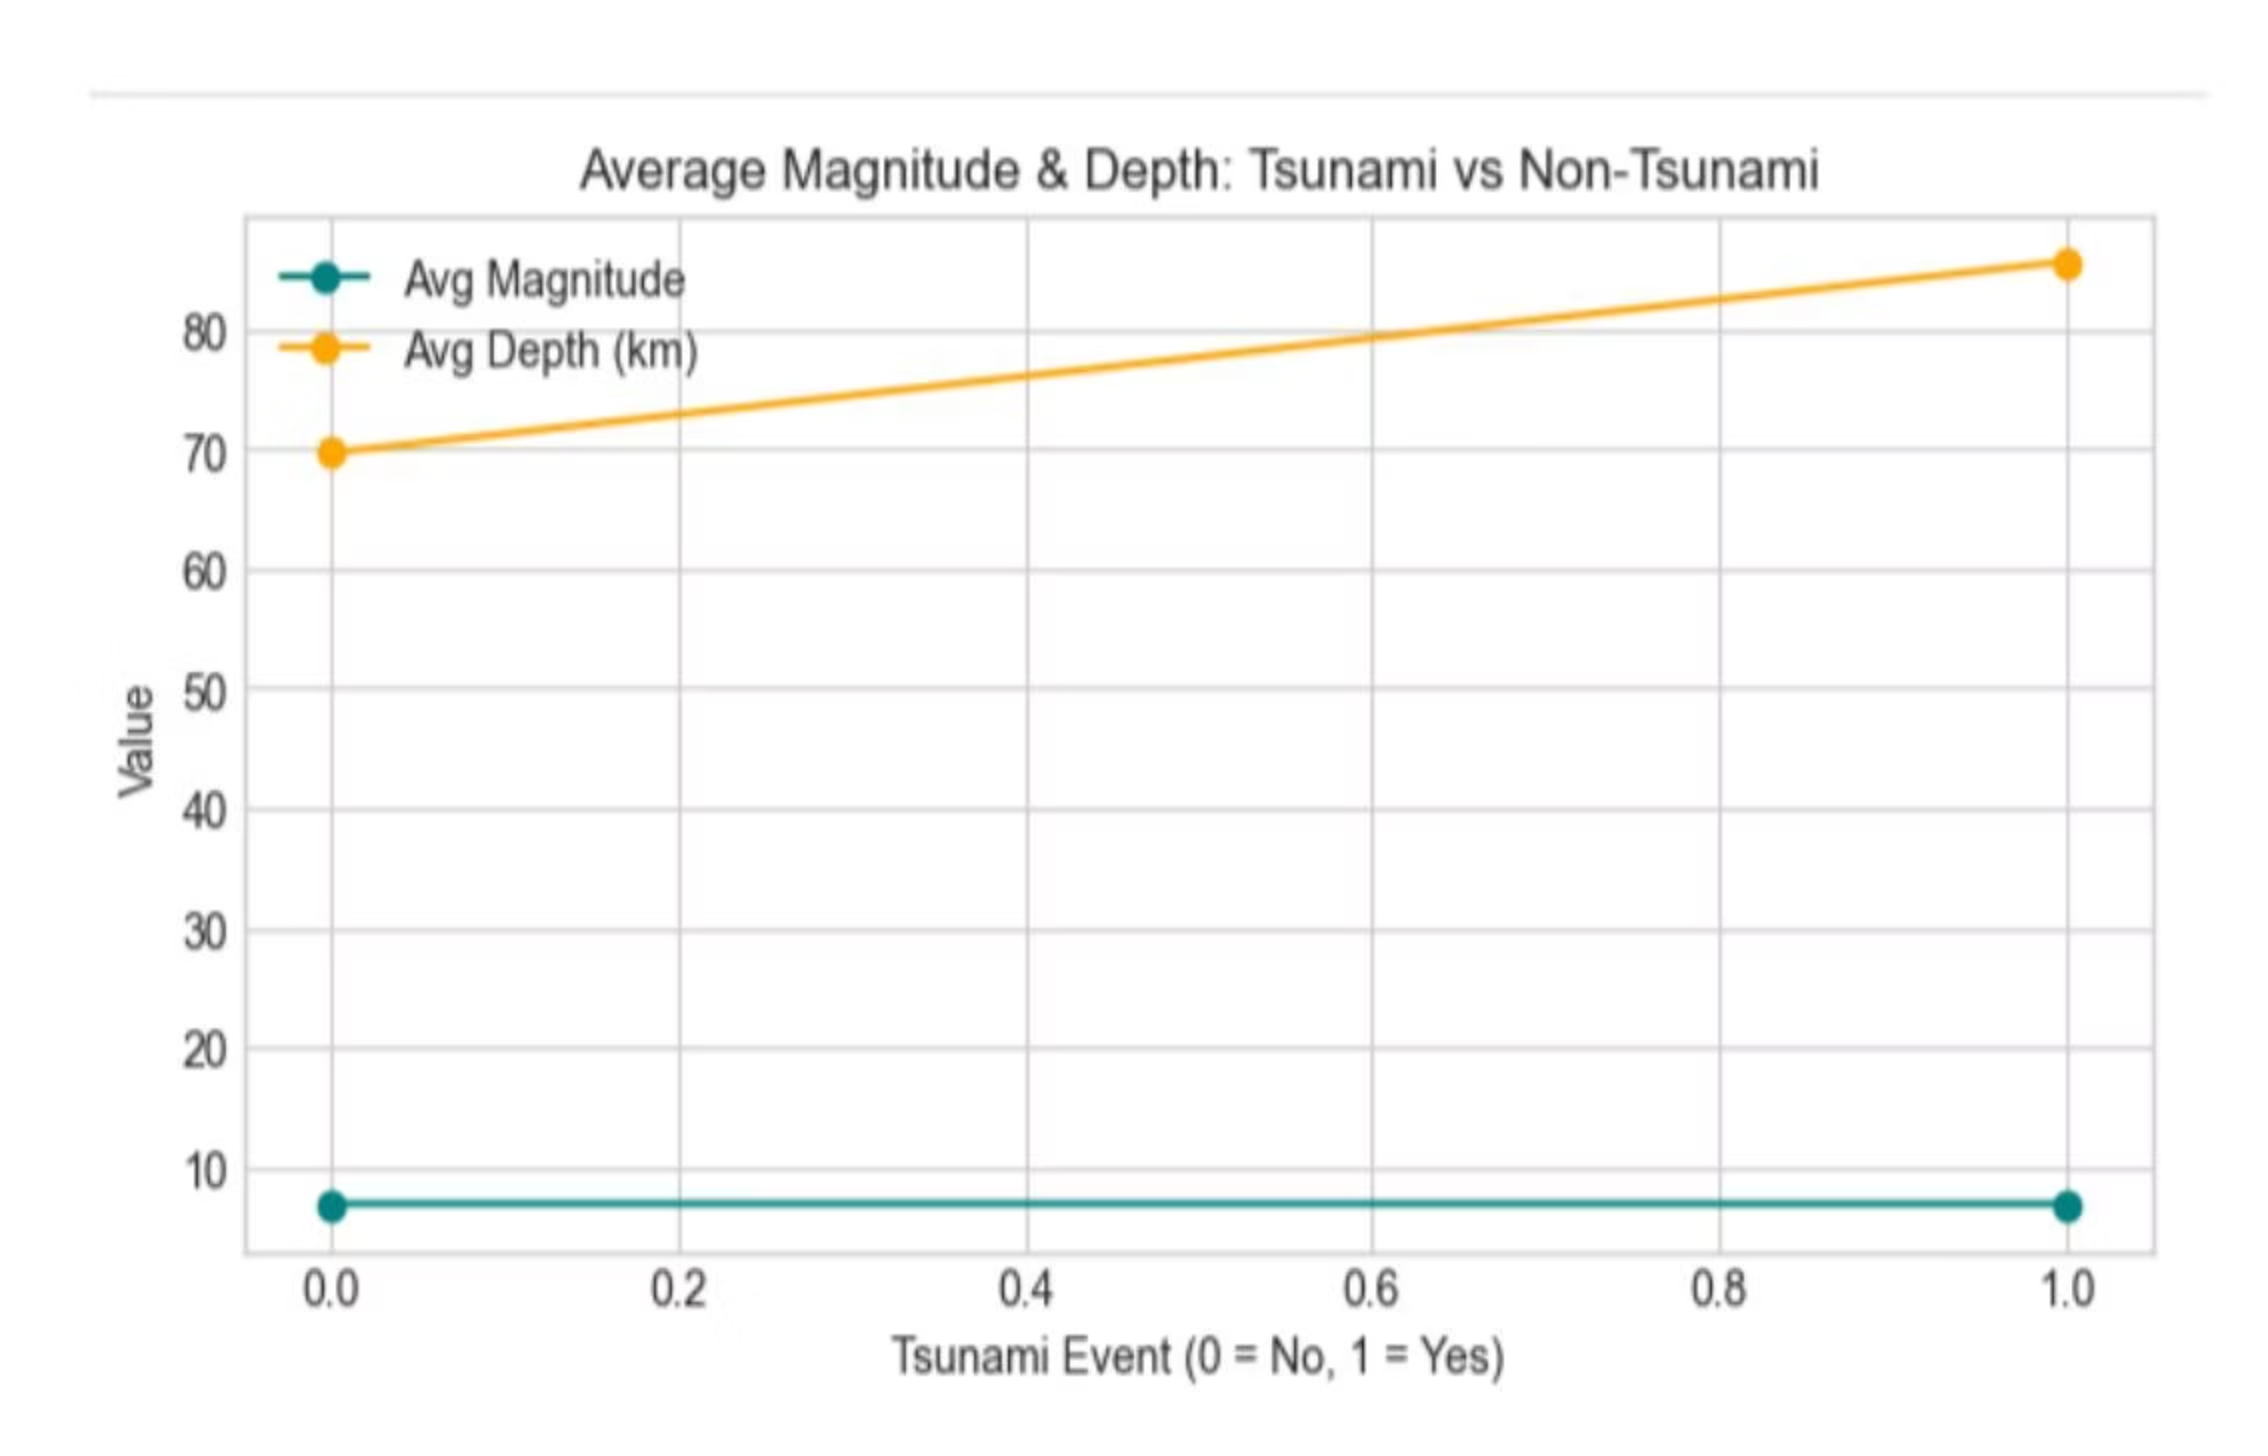 Average Magnitude & Depth: Tsunami vs Non-Tsunami
Avg Magnitude
Avg Depth (km)
80
70
60
50
40
30
20
10
Value
0.0 0.2 0.4 0.6 0.8 1.0
Tsunami Event (0 = No, 1 = Yes)